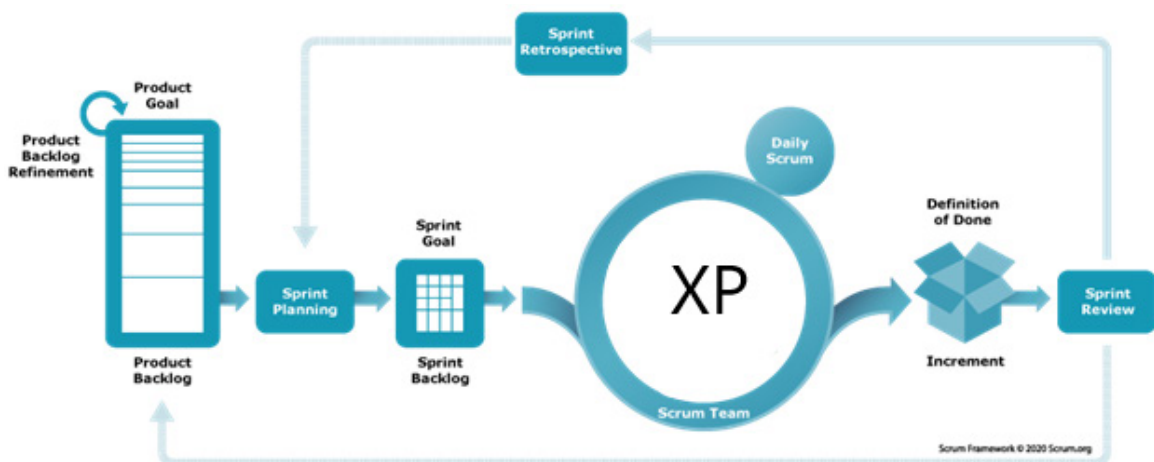 Sprint
Retrospective
Product
Goal
Product
Backlog
Refinement
Daily
Scrum
Definition
of Done
Sprint
Goal
XP
Sprint
Planning
Sprint
Review
Product
Backlog
Sprint
Backlog
Increment
Scrum Team
Scrum Framework © 2020 Scrum.org